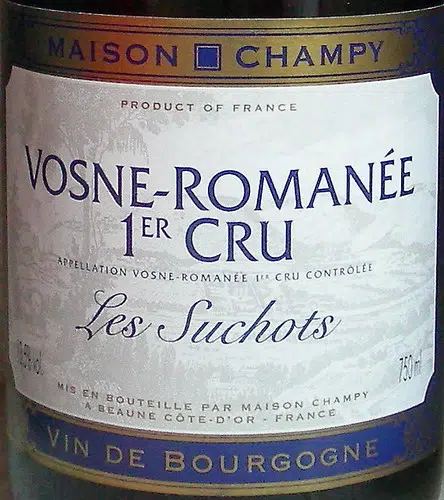 MAISON CHAMPY
PRODUCT OF FRANCE
VOSNE-ROMANÉE
1ER CRU
APPELLATION VOSNE-ROMANÉE 1ER CRU CONTRÔLÉE
Les Suchots
750 ml
MIS EN BOUTEILLE PAR MAISON CHAMPY
A BEAUNE CÔTE-D'OR - FRANCE
VIN DE BOURGOGNE